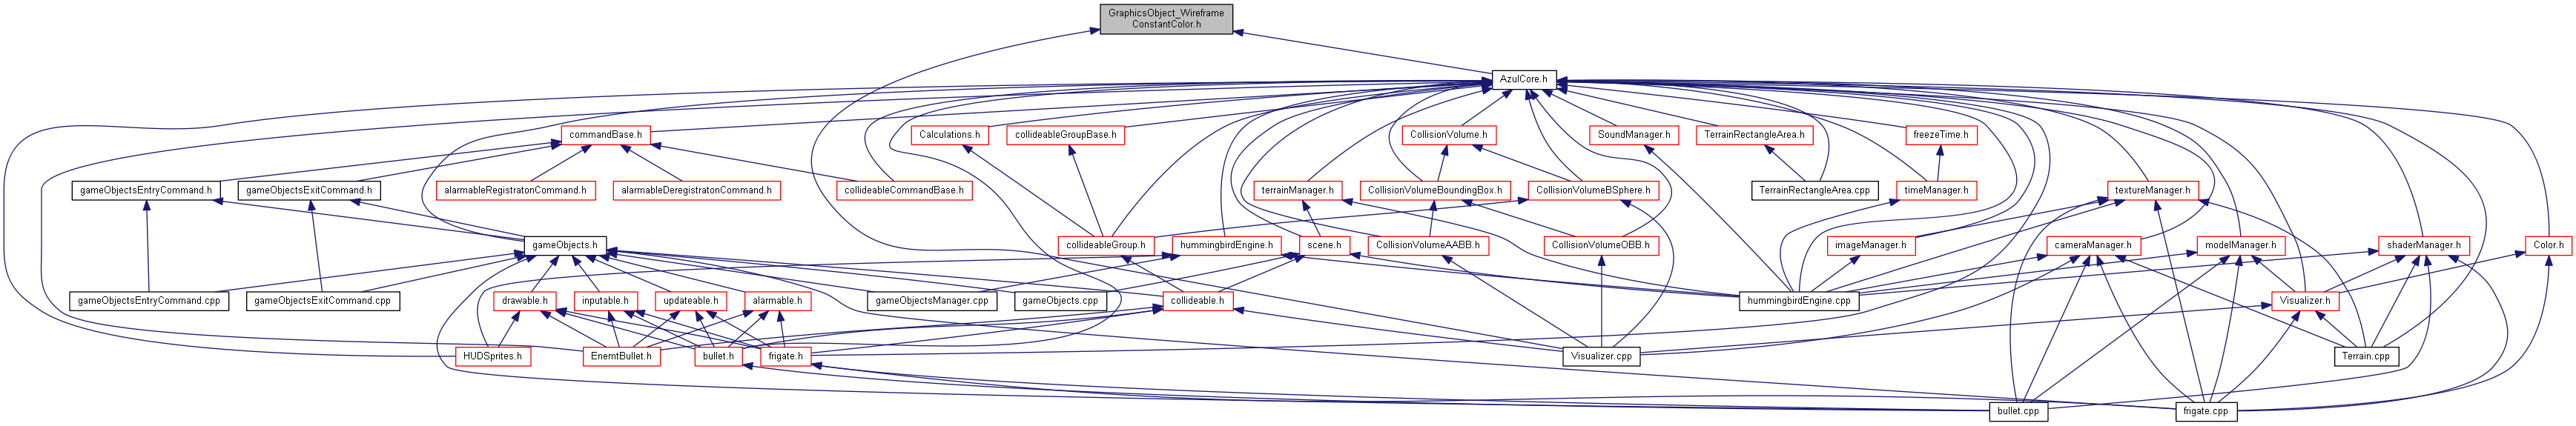 GraphicsObject_Wireframe
ConstantColor.h
AzulCore.h
commandBase.h
Calculations.h
collideableGroupBase.h
CollisionVolume.h
SoundManager.h
TerrainRectangleArea.h
freezeTime.h
gameObjectsEntryCommand.h
gameObjectsExitCommand.h
alarmableRegistratonCommand.h
alarmableDeregistratonCommand.h
collideableCommandBase.h
terrainManager.h
CollisionVolumeBoundingBox.h
CollisionVolumeBSphere.h
TerrainRectangleArea.cpp
timeManager.h
textureManager.h
gameObjects.h
collideableGroup.h
hummingbirdEngine.h
scene.h
CollisionVolumeAABB.h
CollisionVolumeOBB.h
imageManager.h
cameraManager.h
modelManager.h
shaderManager.h
Color.h
gameObjectsEntryCommand.cpp
gameObjectsExitCommand.cpp
drawable.h
inputable.h
updateable.h
alarmable.h
gameObjectsManager.cpp
gameObjects.cpp
collideable.h
hummingbirdEngine.cpp
Visualizer.h
HUDSprites.h
EnemtBullet.h
bullet.h
frigate.h
Visualizer.cpp
Terrain.cpp
bullet.cpp
frigate.cpp